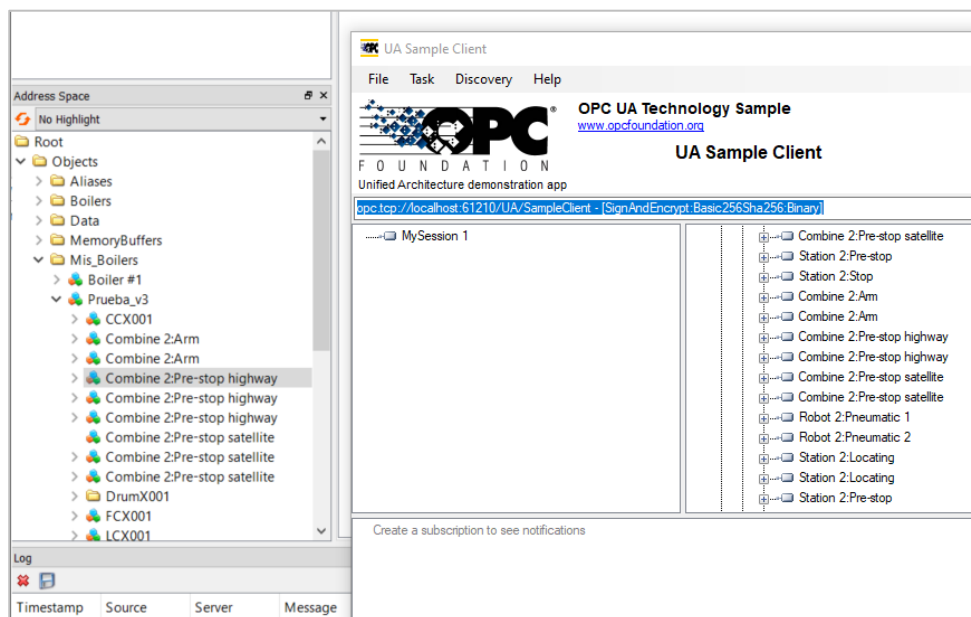 Address Space
No Highlight
Root
Objects
Aliases
Boilers
Data
MemoryBuffers
Mis_Boilers
Boiler #1
Prueba_v3
CCX001
Combine 2:Arm
Combine 2:Arm
Combine 2:Pre-stop highway
Combine 2:Pre-stop highway
Combine 2:Pre-stop highway
Combine 2:Pre-stop satellite
Combine 2:Pre-stop satellite
Combine 2:Pre-stop satellite
DrumX001
FCX001
LCX001
Log
Timestamp Source Server Message
OPC UA Sample Client
File Task Discovery Help
OPC
FOUNDATION
Unified Architecture demonstration app
OPC UA Technology Sample
www.opcfoundation.org
UA Sample Client
opc.tcp://localhost:61210/UA/SampleClient - [SignAndEncrypt:Basic256Sha256:Binary]
MySession 1
Combine 2:Pre-stop satellite
Station 2:Pre-stop
Station 2:Stop
Combine 2:Arm
Combine 2:Arm
Combine 2:Pre-stop highway
Combine 2:Pre-stop highway
Combine 2:Pre-stop satellite
Combine 2:Pre-stop satellite
Robot 2:Pneumatic 1
Robot 2:Pneumatic 2
Station 2:Locating
Station 2:Locating
Station 2:Pre-stop
Create a subscription to see notifications